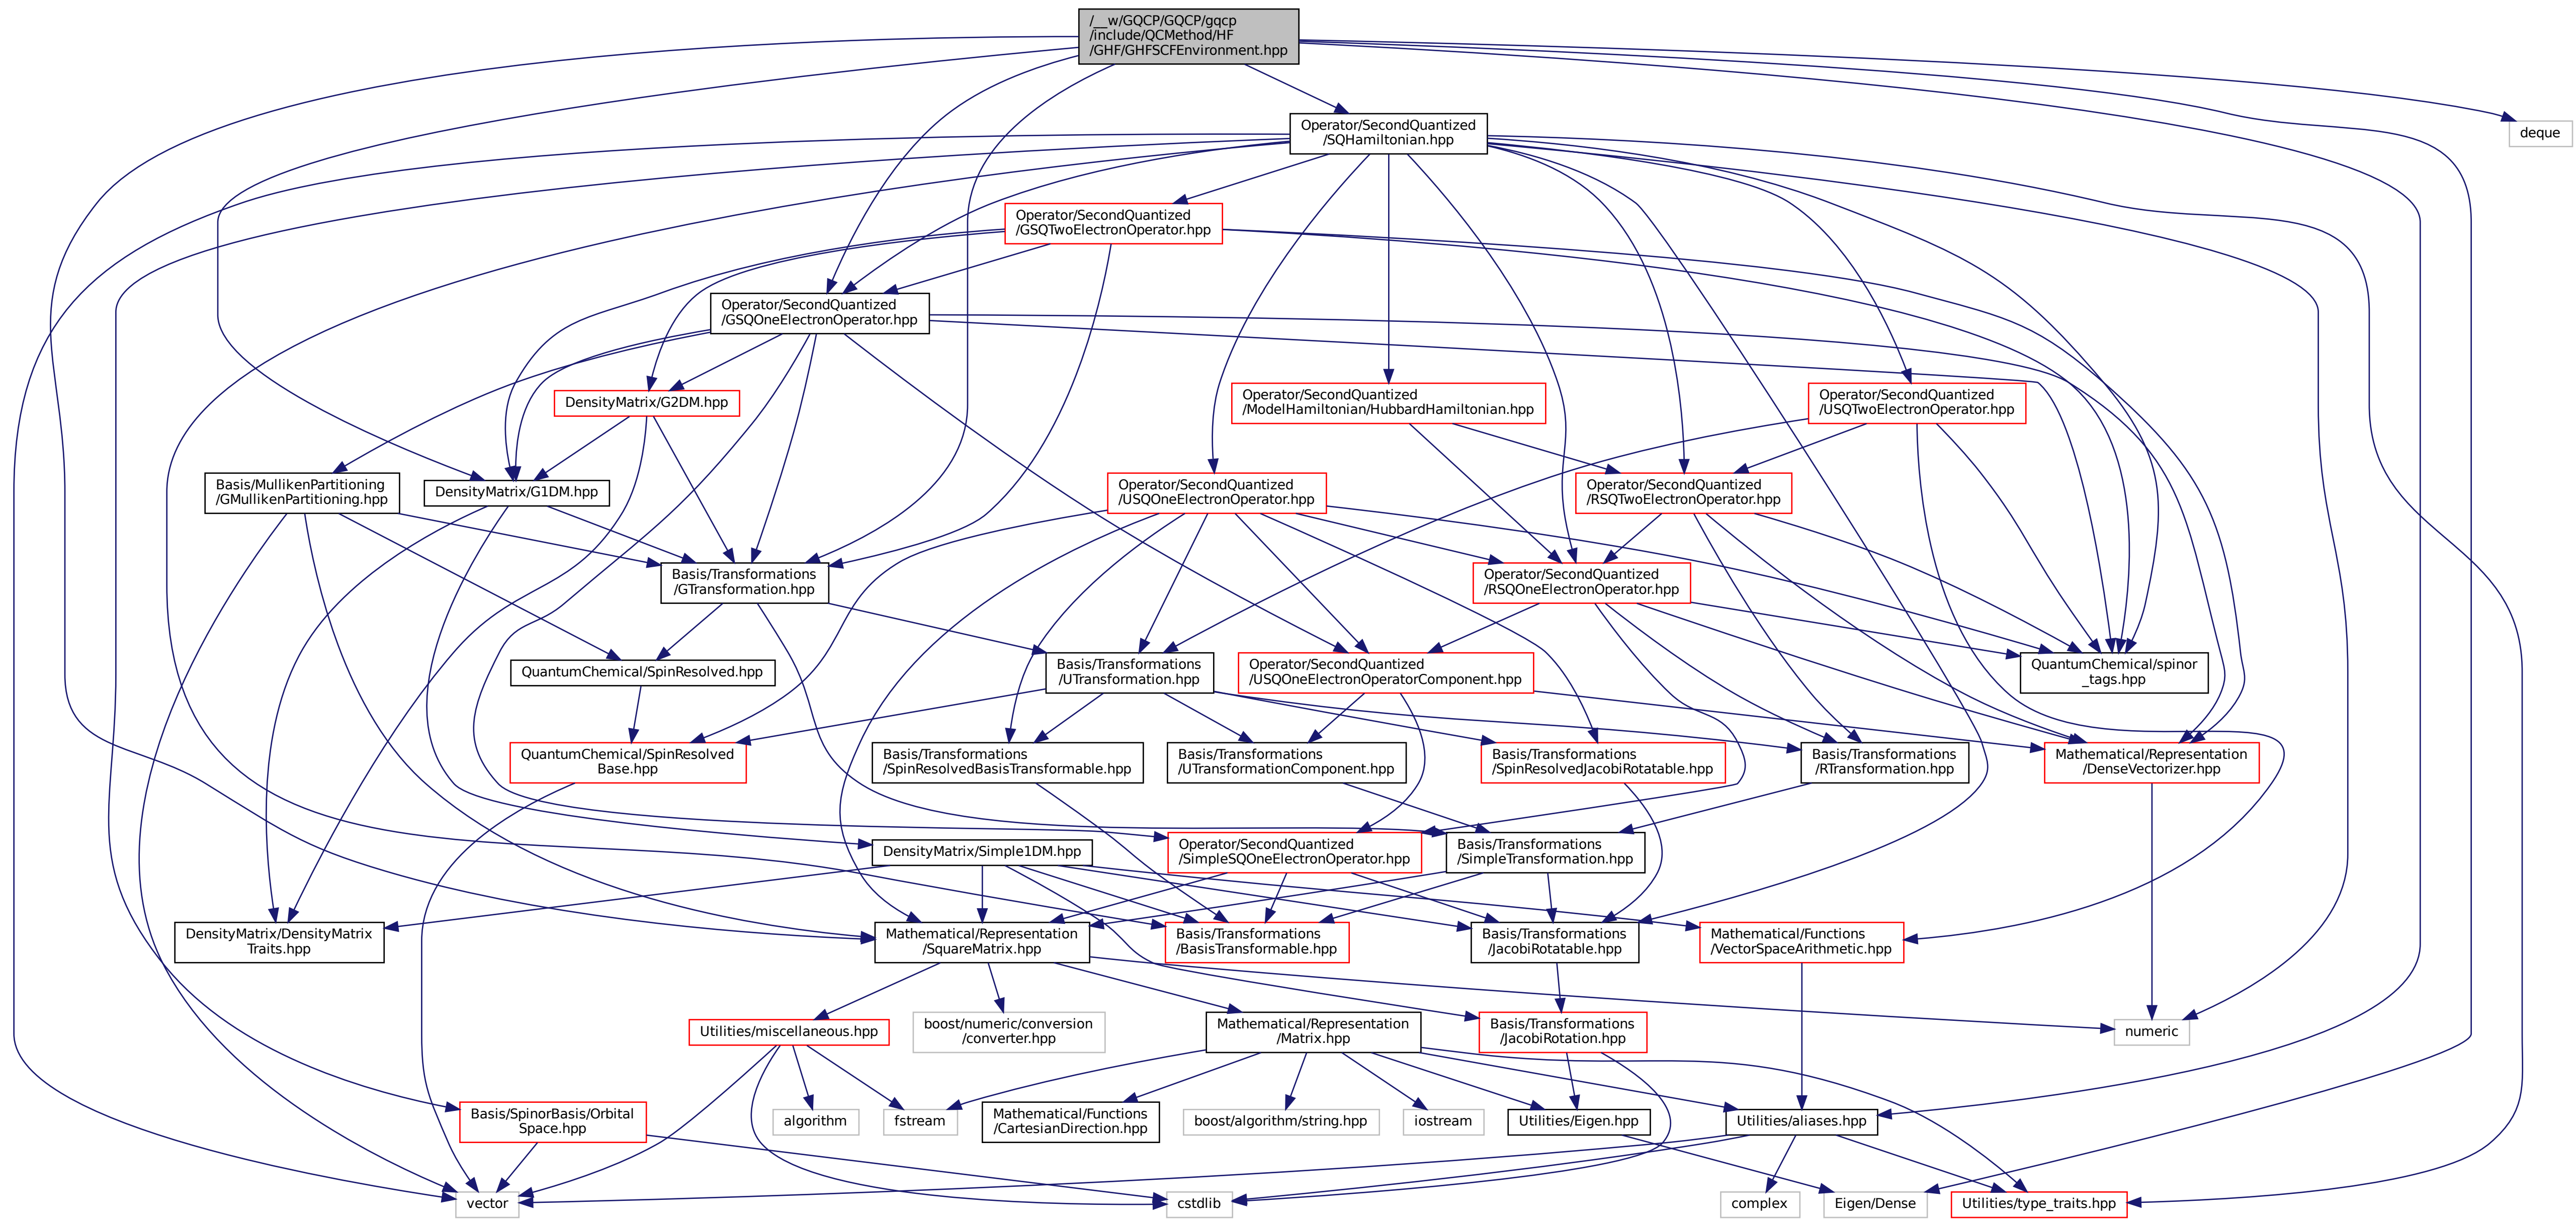 /__w/GQCP/GQCP/gqcp
/include/QCMethod/HF
/GHF/GHFSCFEnvironment.hpp
deque
Operator/SecondQuantized
/SQHamiltonian.hpp
Operator/SecondQuantized
/GSQTwoElectronOperator.hpp
Operator/SecondQuantized
/GSQOneElectronOperator.hpp
DensityMatrix/G2DM.hpp
Operator/SecondQuantized
/ModelHamiltonian/HubbardHamiltonian.hpp
Operator/SecondQuantized
/USQTwoElectronOperator.hpp
Basis/MullikenPartitioning
/GMullikenPartitioning.hpp
DensityMatrix/G1DM.hpp
Operator/SecondQuantized
/USQOneElectronOperator.hpp
Operator/SecondQuantized
/RSQTwoElectronOperator.hpp
Basis/Transformations
/GTransformation.hpp
Operator/SecondQuantized
/RSQOneElectronOperator.hpp
QuantumChemical/SpinResolved.hpp
Basis/Transformations
/UTransformation.hpp
Operator/SecondQuantized
/USQOneElectronOperatorComponent.hpp
QuantumChemical/spinor
_tags.hpp
QuantumChemical/SpinResolved
Base.hpp
Basis/Transformations
/SpinResolvedBasisTransformable.hpp
Basis/Transformations
/UTransformationComponent.hpp
Basis/Transformations
/SpinResolvedJacobiRotatable.hpp
Basis/Transformations
/RTransformation.hpp
Mathematical/Representation
/DenseVectorizer.hpp
DensityMatrix/Simple1DM.hpp
Operator/SecondQuantized
/SimpleSQOneElectronOperator.hpp
Basis/Transformations
/SimpleTransformation.hpp
DensityMatrix/DensityMatrix
Traits.hpp
Mathematical/Representation
/SquareMatrix.hpp
Basis/Transformations
/BasisTransformable.hpp
Basis/Transformations
/JacobiRotatable.hpp
Mathematical/Functions
/VectorSpaceArithmetic.hpp
Utilities/miscellaneous.hpp
boost/numeric/conversion
/converter.hpp
Mathematical/Representation
/Matrix.hpp
Basis/Transformations
/JacobiRotation.hpp
numeric
Basis/SpinorBasis/Orbital
Space.hpp
algorithm
fstream
Mathematical/Functions
/CartesianDirection.hpp
boost/algorithm/string.hpp
iostream
Utilities/Eigen.hpp
Utilities/aliases.hpp
vector
cstdlib
complex
Eigen/Dense
Utilities/type_traits.hpp